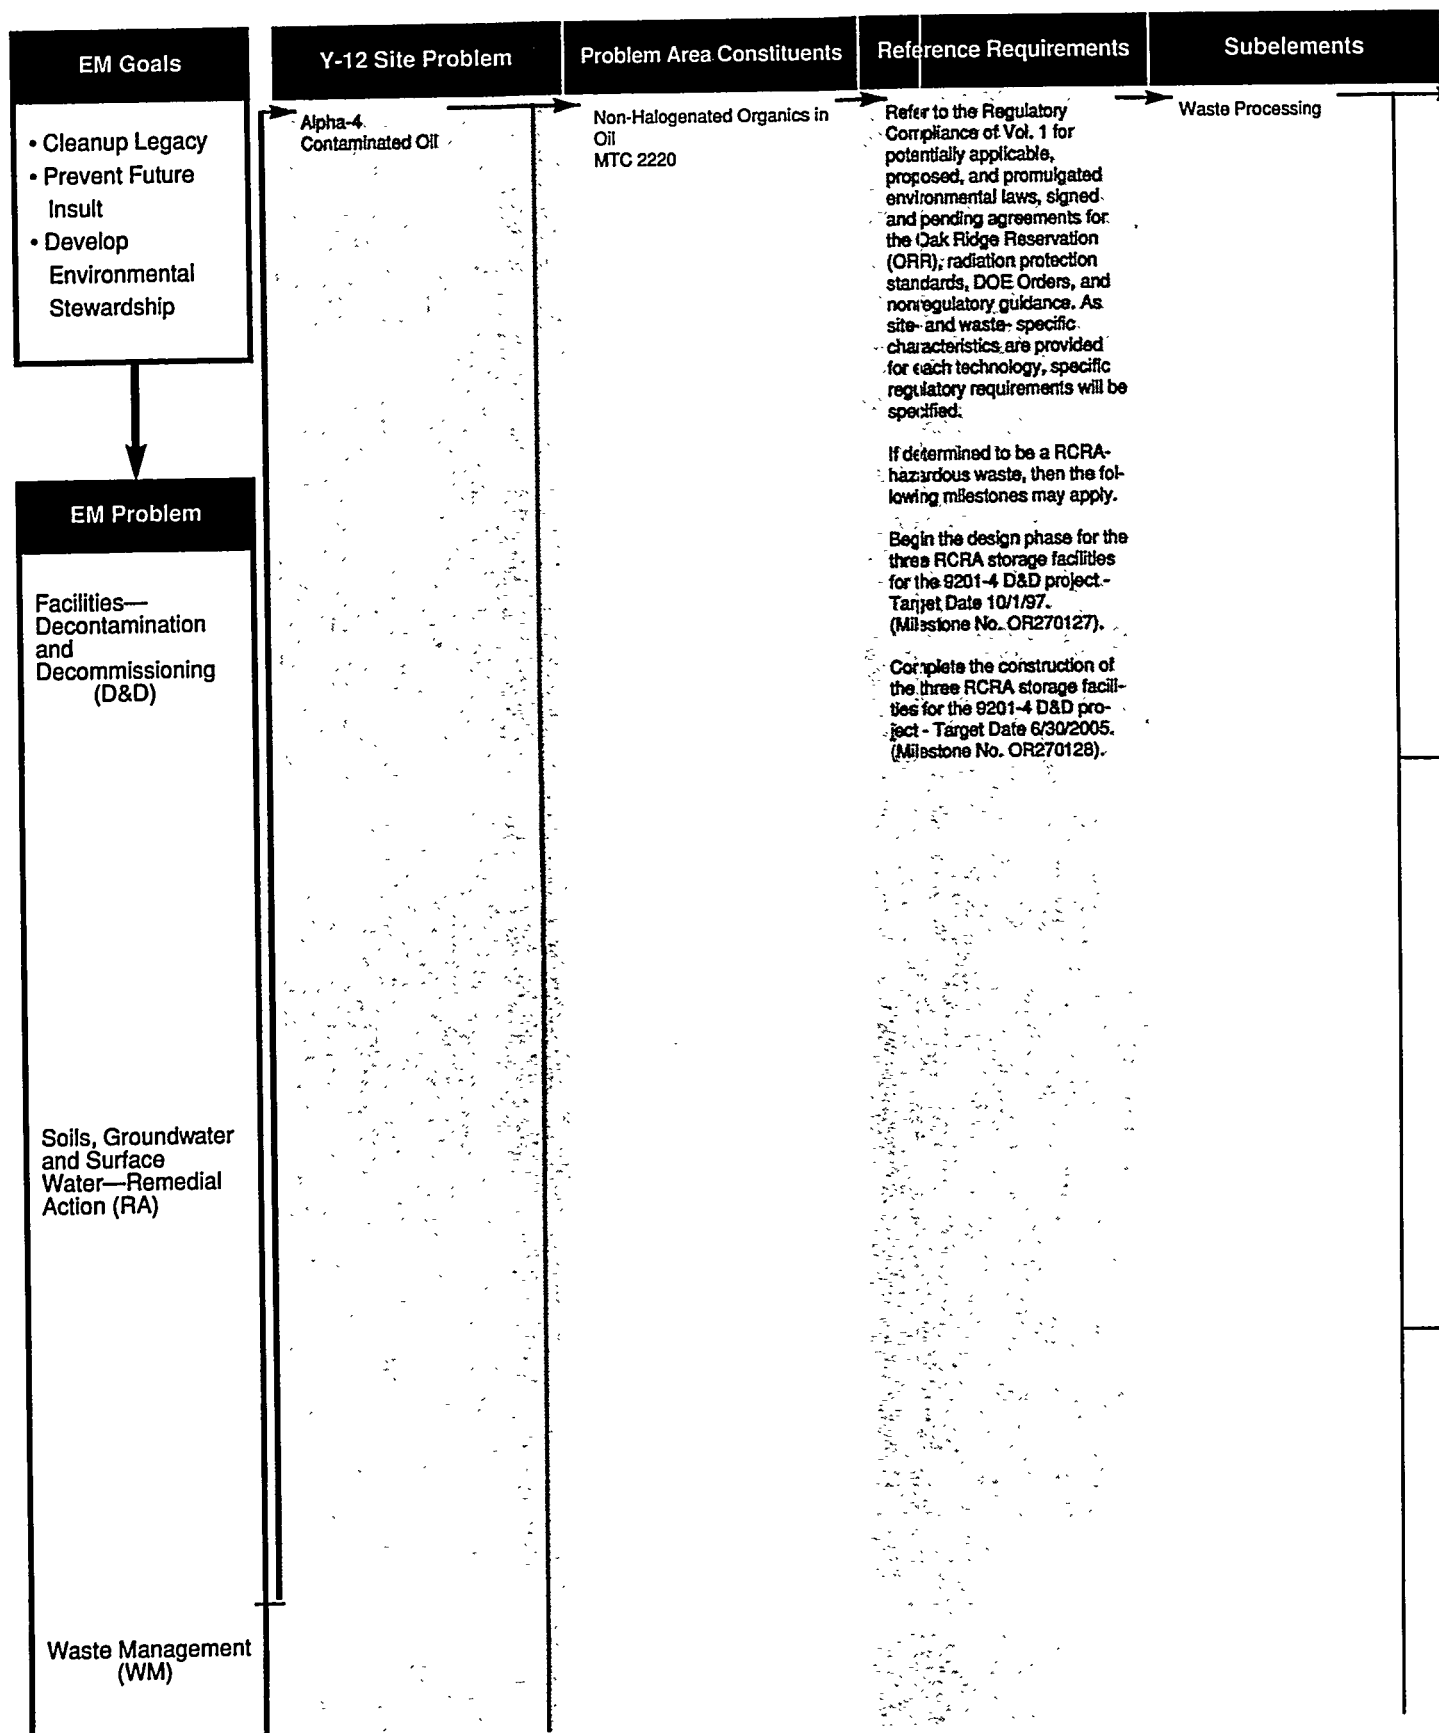 EM Goals
• Cleanup Legacy
• Prevent Future
Insult
• Develop
Environmental
Stewardship
EM Problem
Facilities—
Decontamination
and
Decommissioning
(D&D)
Soils, Groundwater
and Surface
Water—Remedial
Action (RA)
Waste Management
(WM)
Y-12 Site Problem
Alpha-4
Contaminated Oil
Problem Area Constituents
Non-Halogenated Organics in
Oil
MTC 2220
Reference Requirements
Refer to the Regulatory
Compliance of Vol. 1 for
potentially applicable,
proposed, and promulgated
environmental laws, signed
and pending agreements for
the Oak Ridge Reservation
(ORR), radiation protection
standards, DOE Orders, and
nonregulatory guidance. As
site- and waste- specific
characteristics are provided
for each technology, specific
regulatory requirements will be
specified.
If determined to be a RCRA-
hazardous waste, then the fol-
lowing milestones may apply.
Begin the design phase for the
three RCRA storage facilities
for the 9201-4 D&D project -
Target Date 10/1/97.
(Milestone No. OR270127).
Complete the construction of
the three RCRA storage facili-
ties for the 9201-4 D&D pro-
ject - Target Date 6/30/2005.
(Milestone No. OR270128).
Subelements
Waste Processing